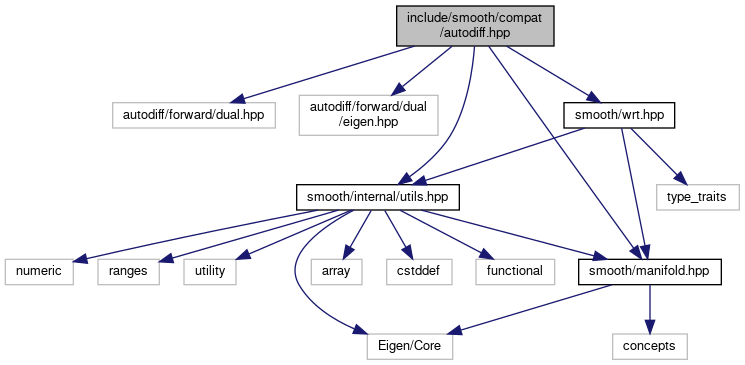 include/smooth/compat
/autodiff.hpp
autodiff/forward/dual.hpp
autodiff/forward/dual
/eigen.hpp
smooth/wrt.hpp
smooth/internal/utils.hpp
type_traits
numeric
ranges
utility
array
cstddef
functional
smooth/manifold.hpp
Eigen/Core
concepts